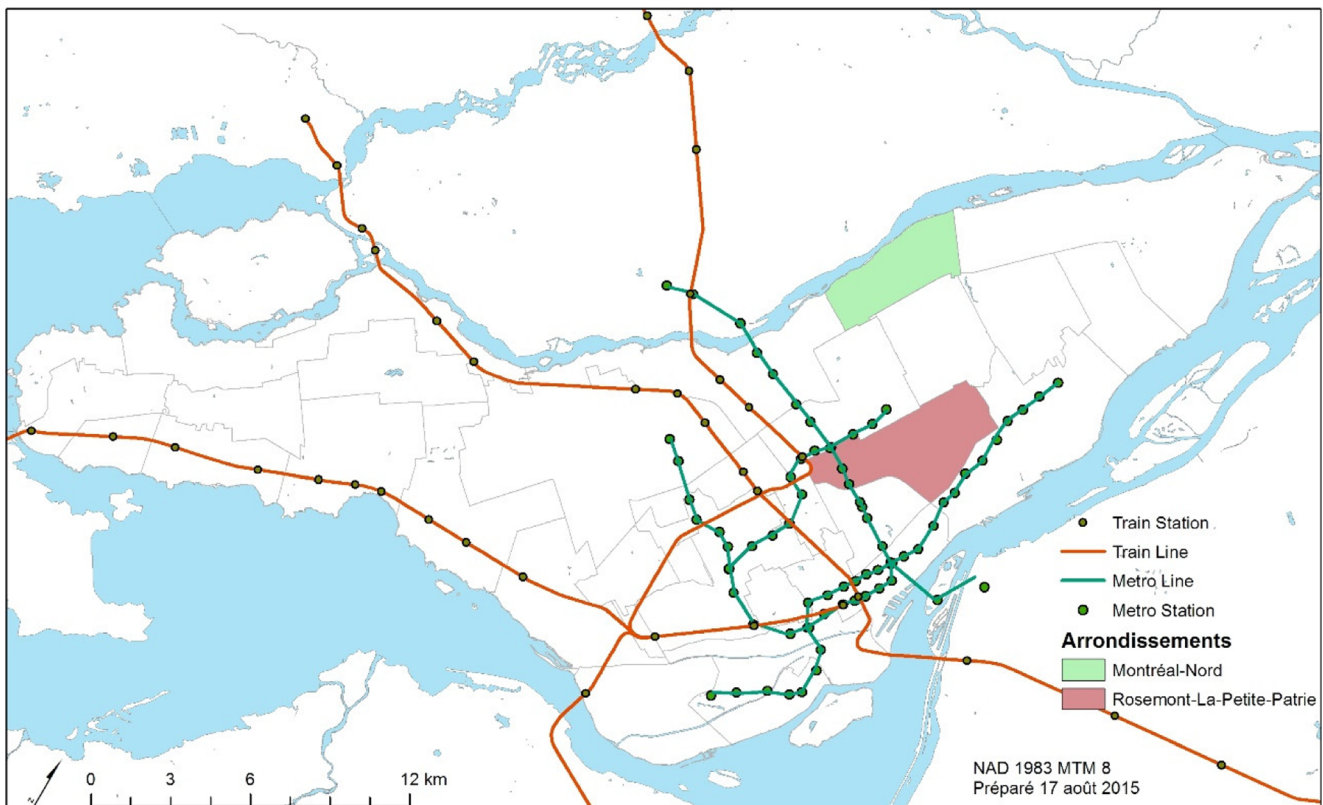 Train Station
Train Line
Metro Line
Metro Station
Arrondissements
Montréal-Nord
Rosemont-La-Petite-Patrie
NAD 1983 MTM 8
Préparé 17 août 2015
0 3 6 12 km